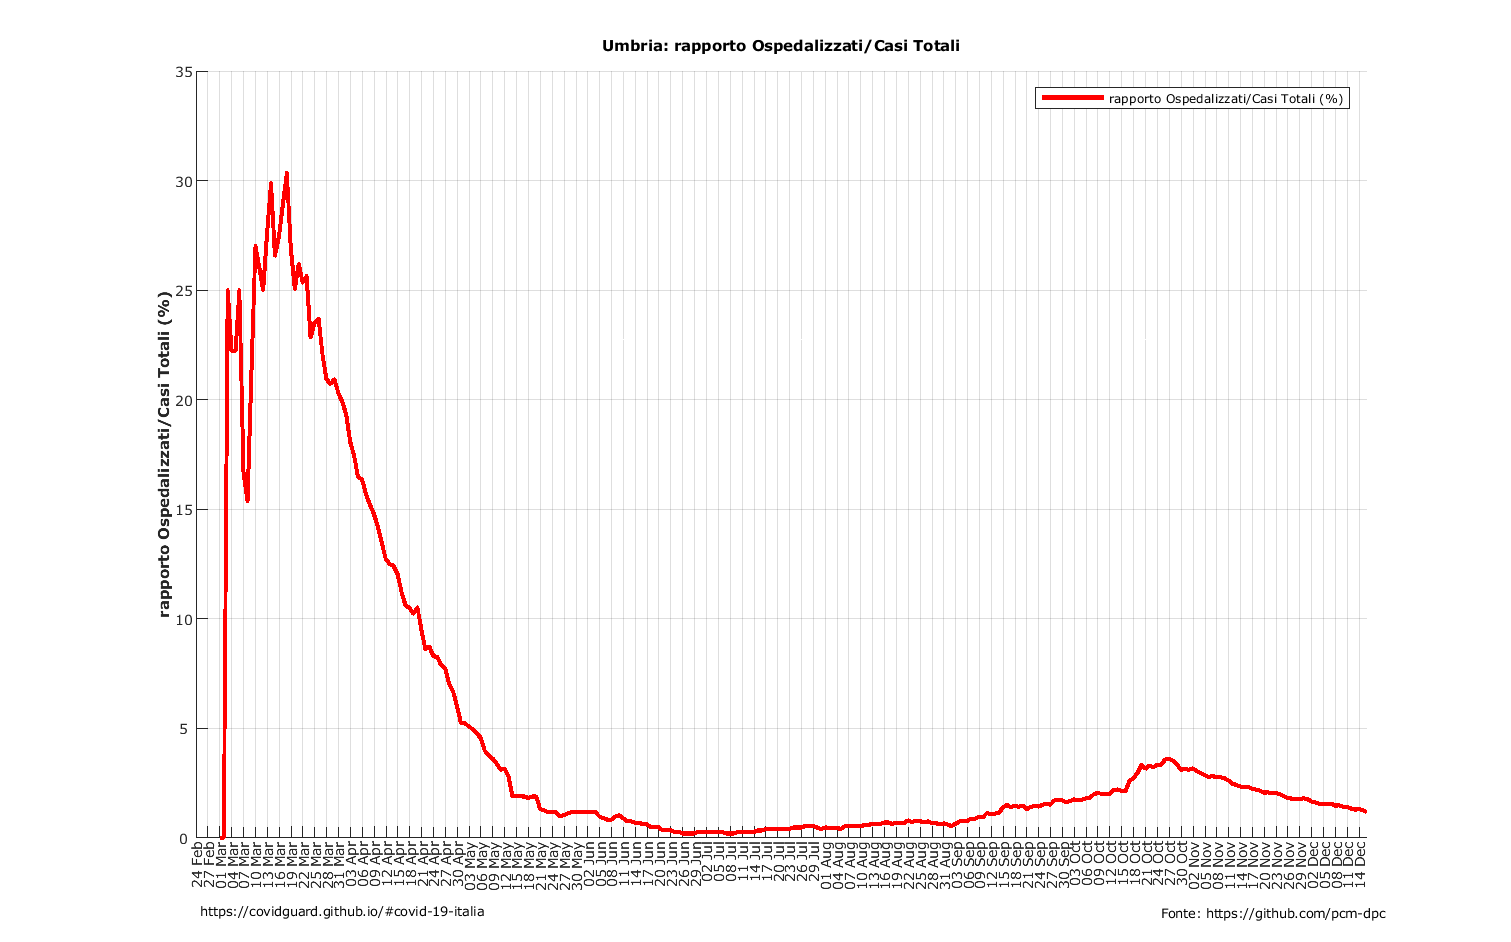 Umbria: rapporto Ospedalizzati/Casi Totali
rapporto Ospedalizzati/Casi Totali (%)
rapporto Ospedalizzati/Casi Totali (%)
35
30
25
20
15
10
5
0
24 Feb
27 Feb
01 Mar
04 Mar
07 Mar
10 Mar
13 Mar
16 Mar
19 Mar
22 Mar
25 Mar
28 Mar
31 Mar
03 Apr
06 Apr
09 Apr
12 Apr
15 Apr
18 Apr
21 Apr
24 Apr
27 Apr
30 Apr
03 May
06 May
09 May
12 May
15 May
18 May
21 May
24 May
27 May
30 May
02 Jun
05 Jun
08 Jun
11 Jun
14 Jun
17 Jun
20 Jun
23 Jun
26 Jun
29 Jun
02 Jul
05 Jul
08 Jul
11 Jul
14 Jul
17 Jul
20 Jul
23 Jul
26 Jul
29 Jul
01 Aug
04 Aug
07 Aug
10 Aug
13 Aug
16 Aug
19 Aug
22 Aug
25 Aug
28 Aug
31 Aug
03 Sep
06 Sep
09 Sep
12 Sep
15 Sep
18 Sep
21 Sep
24 Sep
27 Sep
30 Sep
03 Oct
06 Oct
09 Oct
12 Oct
15 Oct
18 Oct
21 Oct
24 Oct
27 Oct
30 Oct
02 Nov
05 Nov
08 Nov
11 Nov
14 Nov
17 Nov
20 Nov
23 Nov
26 Nov
29 Nov
02 Dec
05 Dec
08 Dec
11 Dec
14 Dec
https://covidguard.github.io/#covid-19-italia
Fonte: https://github.com/pcm-dpc